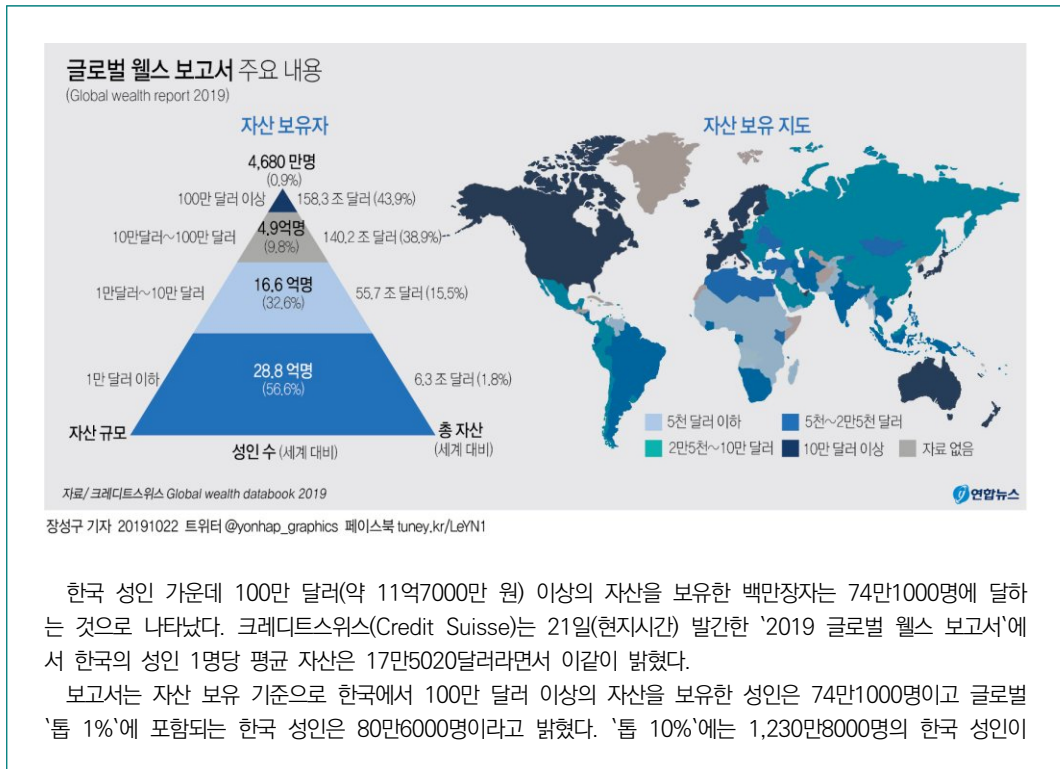 글로벌 웰스 보고서 주요 내용
(Global wealth report 2019)
자산 보유자
자산 보유 지도
4,680 만명
(0.9%)
100만 달러 이상
158.3 조 달러 (43.9%)
10만달러~100만 달러
4.9억명
(9.8%)
140.2 조 달러 (38.9%)
1만달러~10만 달러
16.6 억명
(32.6%)
55.7 조 달러 (15.5%)
1만 달러 이하
28.8 억명
(56.6%)
6.3 조 달러 (1.8%)
자산 규모
성인 수 (세계 대비)
총 자산
(세계 대비)
5천 달러 이하
5천~2만5천 달러
2만5천~10만 달러
10만 달러 이상
자료 없음
자료/ 크레디트스위스 Global wealth databook 2019
연합뉴스
장성구 기자 20191022 트위터 @yonhap_graphics 페이스북 tuney.kr/LeYN1
한국 성인 가운데 100만 달러(약 11억7000만 원) 이상의 자산을 보유한 백만장자는 74만1000명에 달하
는 것으로 나타났다. 크레디트스위스(Credit Suisse)는 21일(현지시간) 발간한 `2019 글로벌 웰스 보고서`에
서 한국의 성인 1명당 평균 자산은 17만5020달러라면서 이같이 밝혔다.
보고서는 자산 보유 기준으로 한국에서 100만 달러 이상의 자산을 보유한 성인은 74만1000명이고 글로벌
`톱 1%`에 포함되는 한국 성인은 80만6000명이라고 밝혔다. `톱 10%`에는 1,230만8000명의 한국 성인이